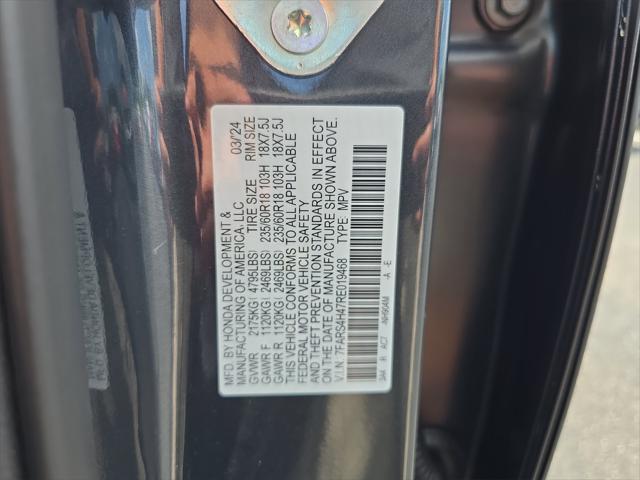 MFD. BY HONDA DEVELOPMENT & 03/'24
MANUFACTURING OF AMERICA, LLC
GVWR 2175KG( 4795LBS) TIRE SIZE RIM SIZE
GAWR F 1120KG( 2469LBS) 235/60R18 103H 18X7.5J
GAWR R 1120KG( 2469LBS) 235/60R18 103H 18X7.5J
THIS VEHICLE CONFORMS TO ALL APPLICABLE
FEDERAL MOTOR VEHICLE SAFETY
AND THEFT PREVENTION STANDARDS IN EFFECT
ON THE DATE OF MANUFACTURE SHOWN ABOVE.
V.I.N: 7FARS4H47RE019468 TYPE: MPV
3A4 R ACT -NH904M -A -E